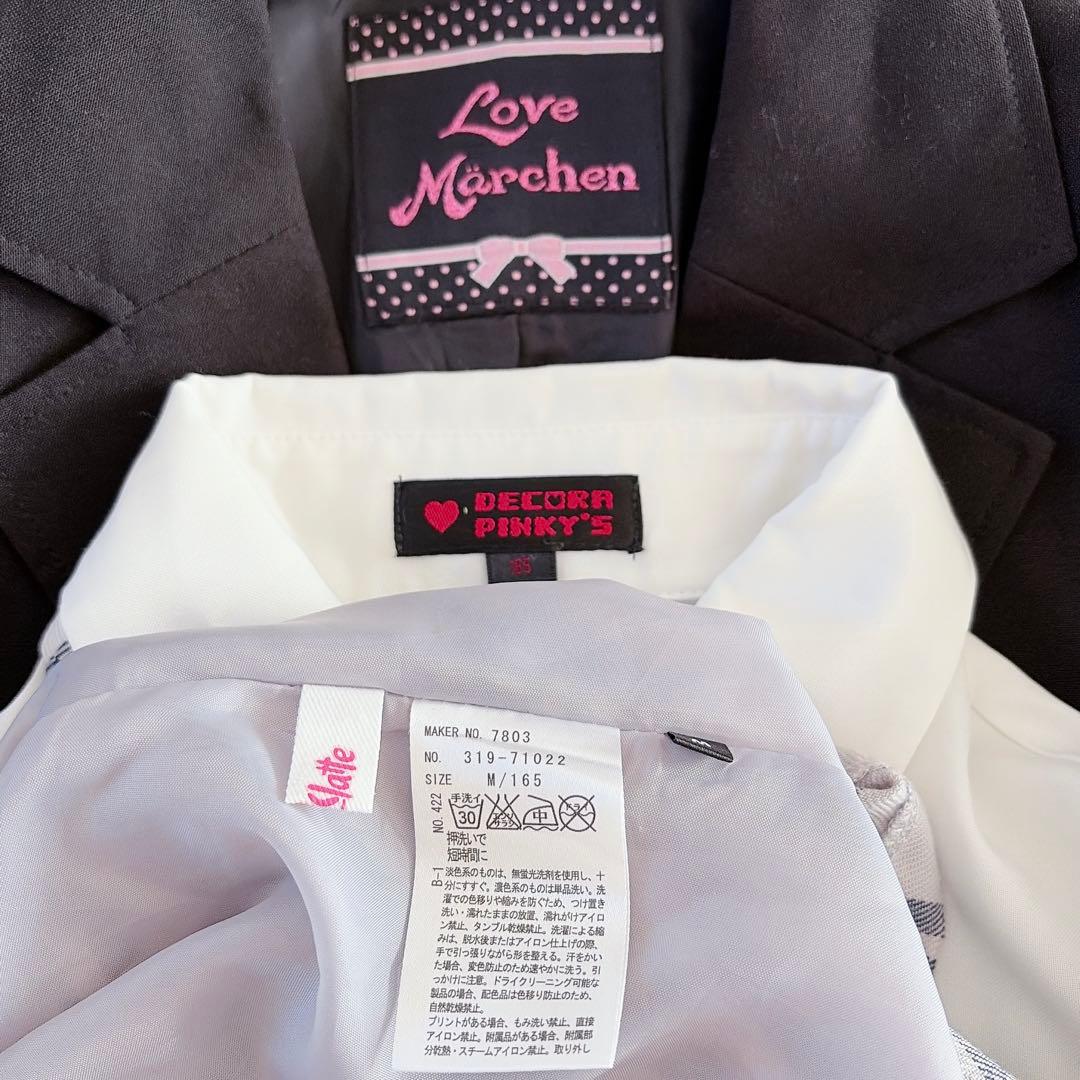 Love
Märchen
DECORA
PINKY'S
165
Slatte
MAKER NO. 7803
NO. 319-71022
SIZE M/165
NO. 422
手洗イ
30
エンソ
サラシ
中
ドライ
押洗いで
短時間に
B-1
淡色系のものは、無蛍光洗剤を使用し、十
分にすすぐ。濃色系のものは単品洗い。洗
濯での色移りや縮みを防ぐため、つけ置き
洗い・濡れたままの放置、濡れがけアイロ
ン禁止、タンブル乾燥禁止。洗濯による縮
みは、脱水後またはアイロン仕上げの際、
手で引っ張りながら形を整える。汗をかい
た場合、変色防止のため速やかに洗う。引
っかけに注意。ドライクリーニング可能な
製品の場合、配色品は色移り防止のため、
自然乾燥禁止。
プリントがある場合、もみ洗い禁止、直接
アイロン禁止。附属品がある場合、附属部
分乾熱・スチームアイロン禁止。取り外し
M